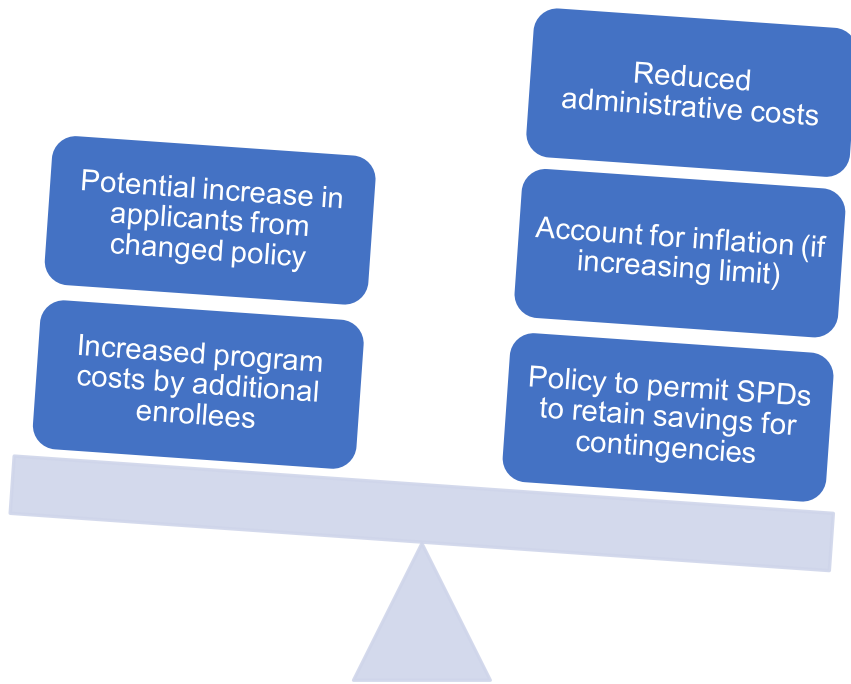 Potential increase in
applicants from
changed policy
Increased program
costs by additional
enrollees
Reduced
administrative costs
Account for inflation (if
increasing limit)
Policy to permit SPDs
to retain savings for
contingencies